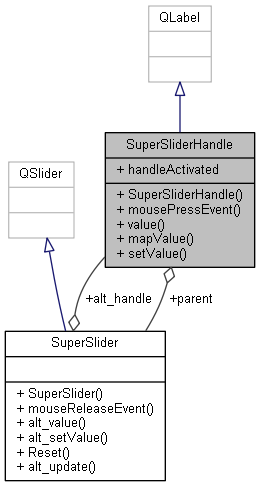 QLabel
SuperSliderHandle
+ handleActivated
+ SuperSliderHandle()
+ mousePressEvent()
+ value()
+ mapValue()
+ setValue()
QSlider
+alt_handle
+parent
SuperSlider
+ SuperSlider()
+ mouseReleaseEvent()
+ alt_value()
+ alt_setValue()
+ Reset()
+ alt_update()